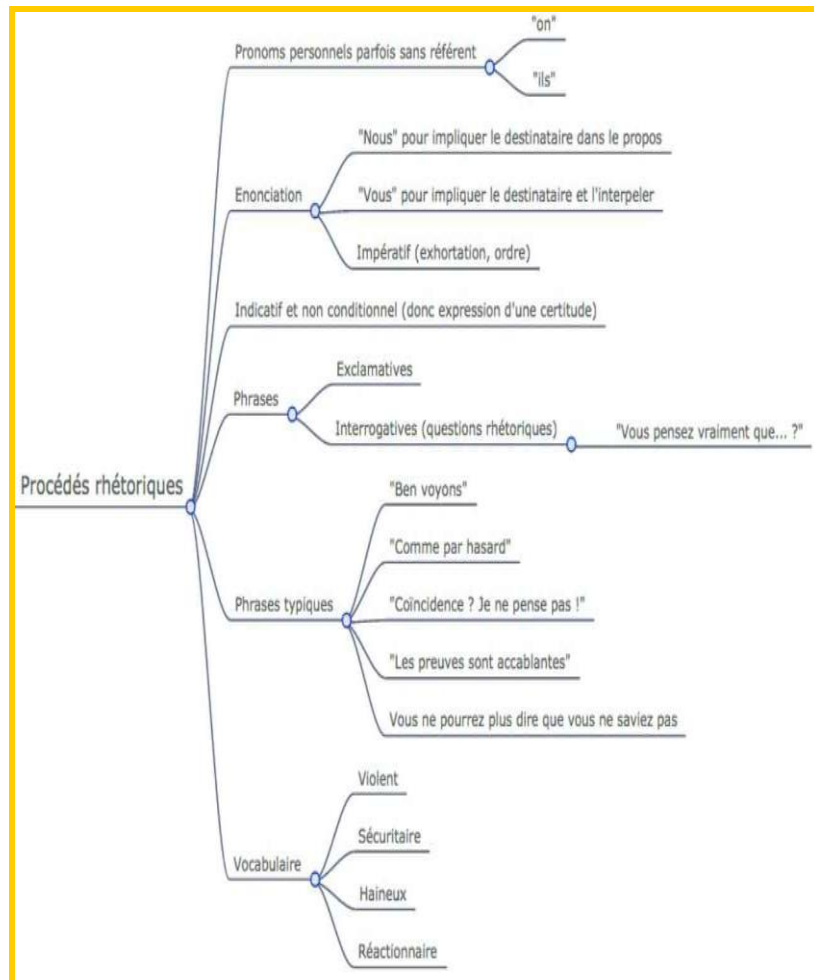 Procédés rhétoriques
Pronoms personnels parfois sans référent
"on"
"ils"
Enonciation
"Nous" pour impliquer le destinataire dans le propos
"Vous" pour impliquer le destinataire et l'interpeler
Impératif (exhortation, ordre)
Indicatif et non conditionnel (donc expression d'une certitude)
Phrases
Exclamatives
Interrogatives (questions rhétoriques)
"Vous pensez vraiment que... ?"
Phrases typiques
"Ben voyons"
"Comme par hasard"
"Coïncidence ? Je ne pense pas !"
"Les preuves sont accablantes"
Vous ne pourrez plus dire que vous ne saviez pas
Vocabulaire
Violent
Sécuritaire
Haineux
Réactionnaire